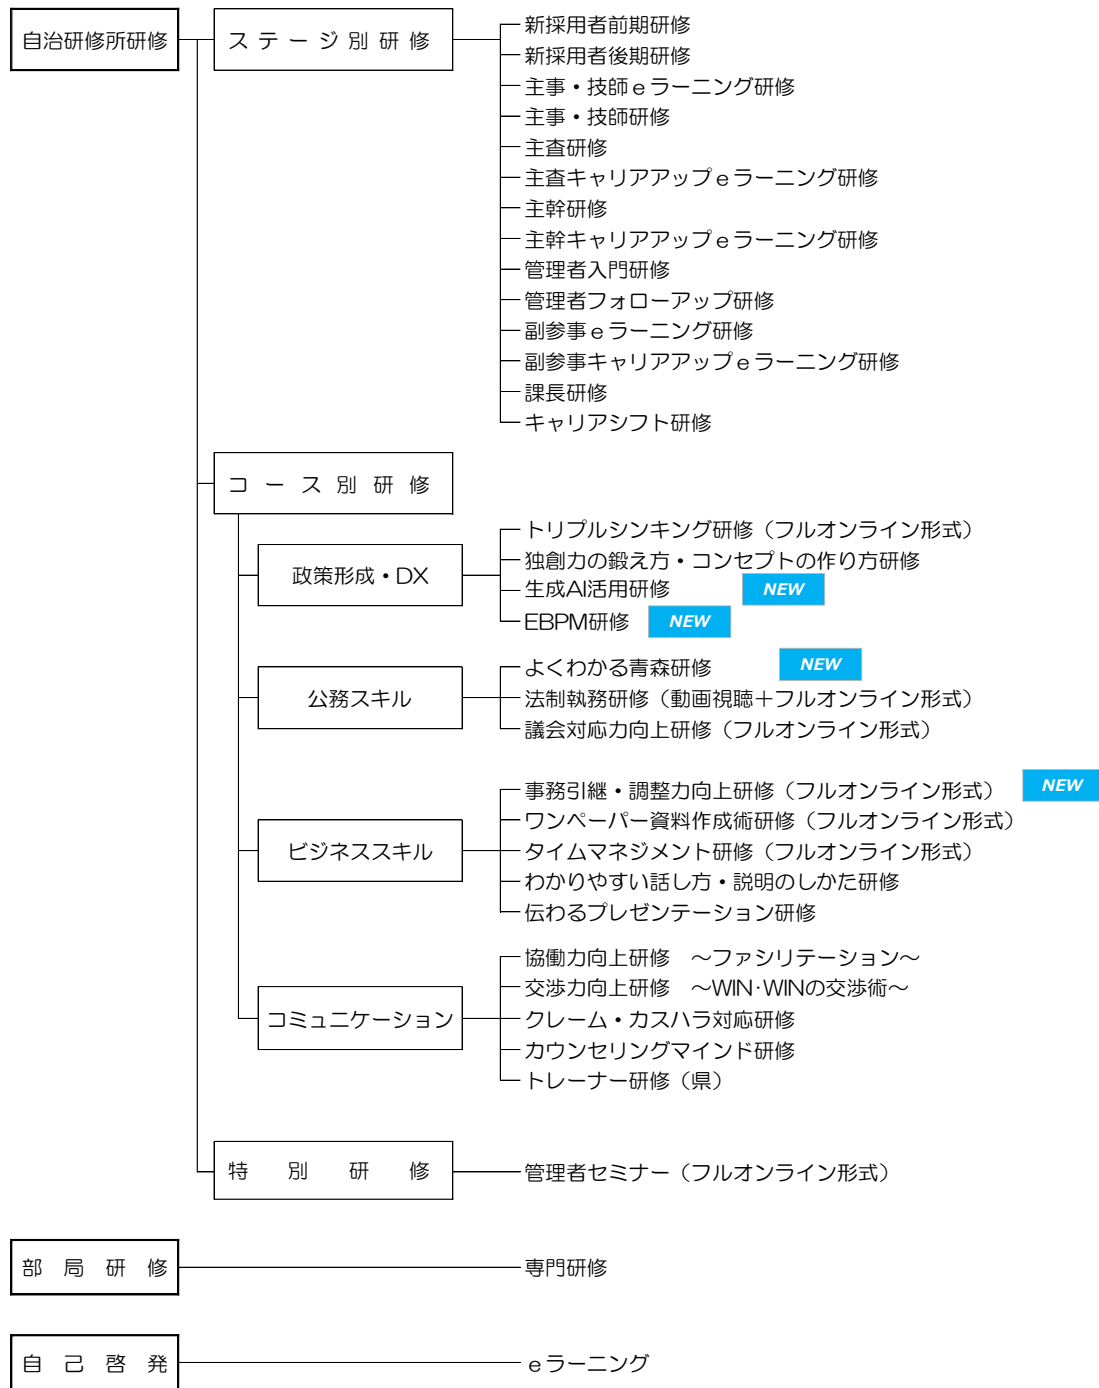 自治研修所研修
ステージ別研修
新採用者前期研修
新採用者後期研修
主事・技師ｅラーニング研修
主事・技師研修
主査研修
主査キャリアアップｅラーニング研修
主幹研修
主幹キャリアアップｅラーニング研修
管理者入門研修
管理者フォローアップ研修
副参事ｅラーニング研修
副参事キャリアアップｅラーニング研修
課長研修
キャリアシフト研修
コース別研修
政策形成・DX
トリプルシンキング研修（フルオンライン形式）
独創力の鍛え方・コンセプトの作り方研修
生成AI活用研修 NEW
EBPM研修 NEW
公務スキル
よくわかる青森研修 NEW
法制執務研修（動画視聴＋フルオンライン形式）
議会対応力向上研修（フルオンライン形式）
ビジネススキル
事務引継・調整力向上研修（フルオンライン形式） NEW
ワンペーパー資料作成術研修（フルオンライン形式）
タイムマネジメント研修（フルオンライン形式）
わかりやすい話し方・説明のしかた研修
伝わるプレゼンテーション研修
コミュニケーション
協働力向上研修　～ファシリテーション～
交渉力向上研修　～WIN･WINの交渉術～
クレーム・カスハラ対応研修
カウンセリングマインド研修
トレーナー研修（県）
特別研修
管理者セミナー（フルオンライン形式）
部局研修
専門研修
自己啓発
ｅラーニング